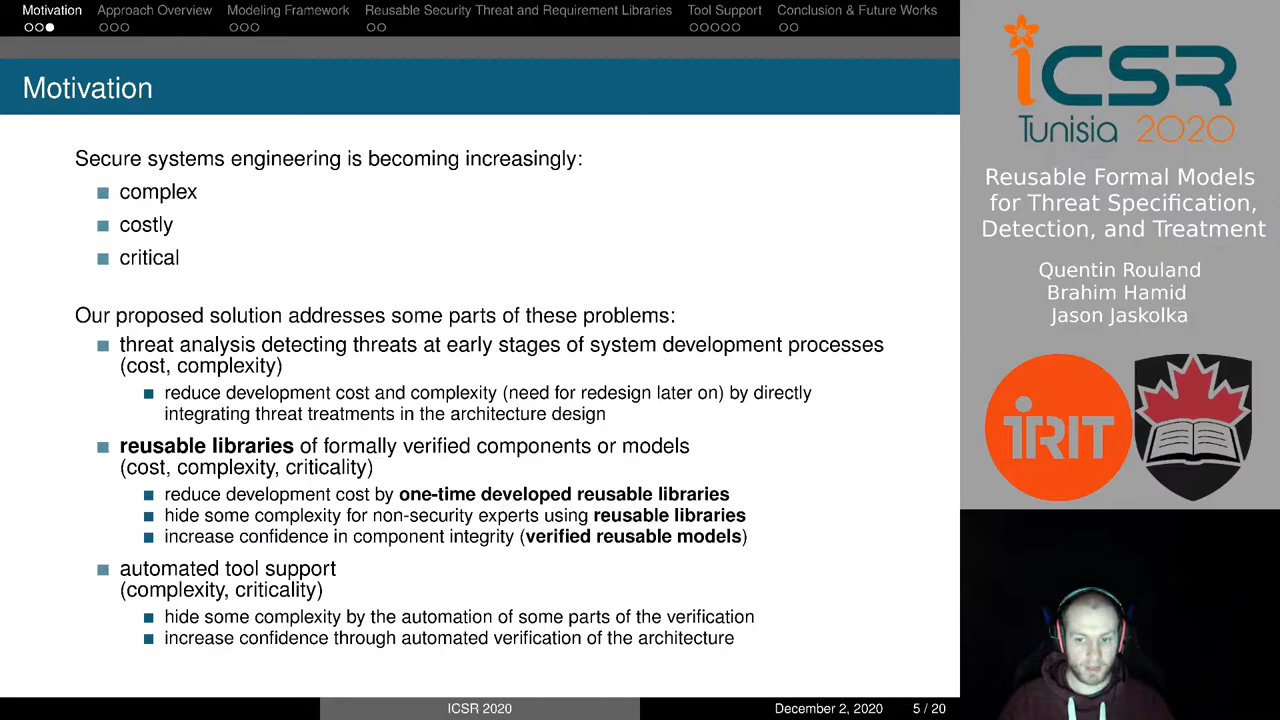 Motivation
Approach Overview
Modeling Framework
Reusable Security Threat and Requirement Libraries
Tool Support
Conclusion & Future Works
Motivation
Secure systems engineering is becoming increasingly:
complex
costly
critical
Our proposed solution addresses some parts of these problems:
threat analysis detecting threats at early stages of system development processes
(cost, complexity)
reduce development cost and complexity (need for redesign later on) by directly
integrating threat treatments in the architecture design
reusable libraries of formally verified components or models
(cost, complexity, criticality)
reduce development cost by one-time developed reusable libraries
hide some complexity for non-security experts using reusable libraries
increase confidence in component integrity (verified reusable models)
automated tool support
(complexity, criticality)
hide some complexity by the automation of some parts of the verification
increase confidence through automated verification of the architecture
ICSR 2020
December 2, 2020
5 / 20
iCSR
Tunisia 2020
Reusable Formal Models
for Threat Specification,
Detection, and Treatment
Quentin Rouland
Brahim Hamid
Jason Jaskolka
iRIT